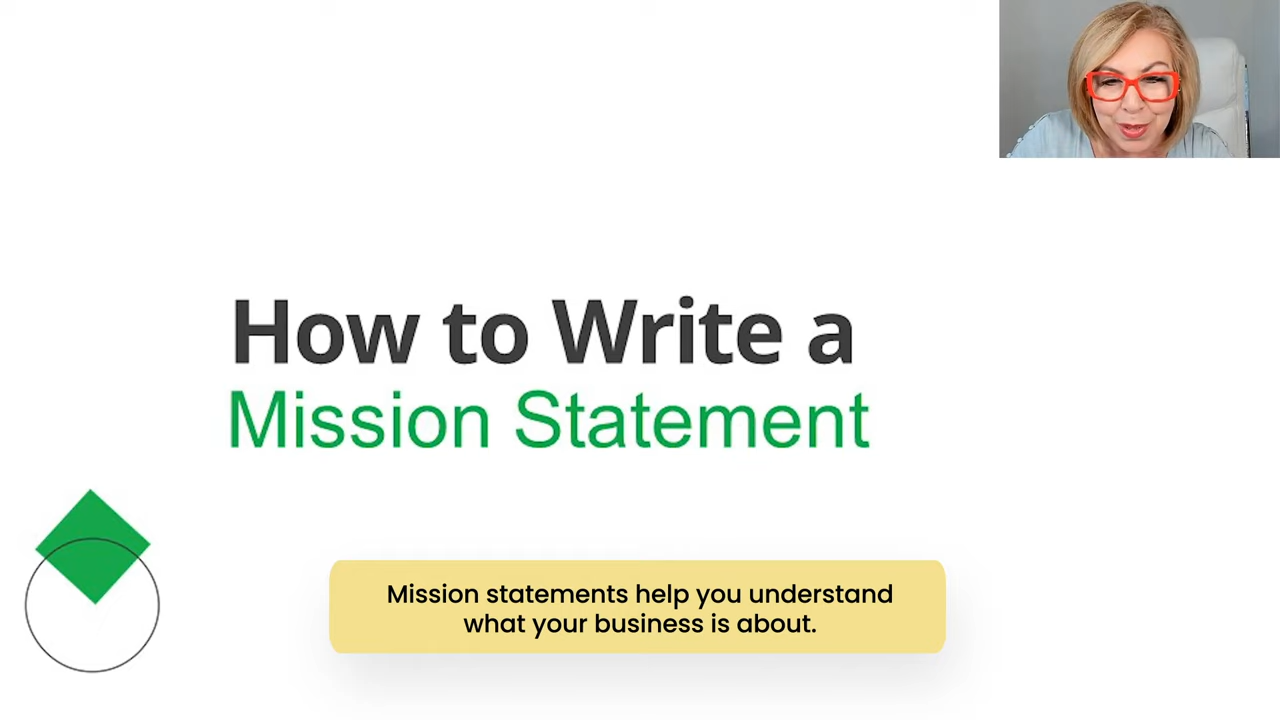 How to Write a
Mission Statement
Mission statements help you understand
what your business is about.